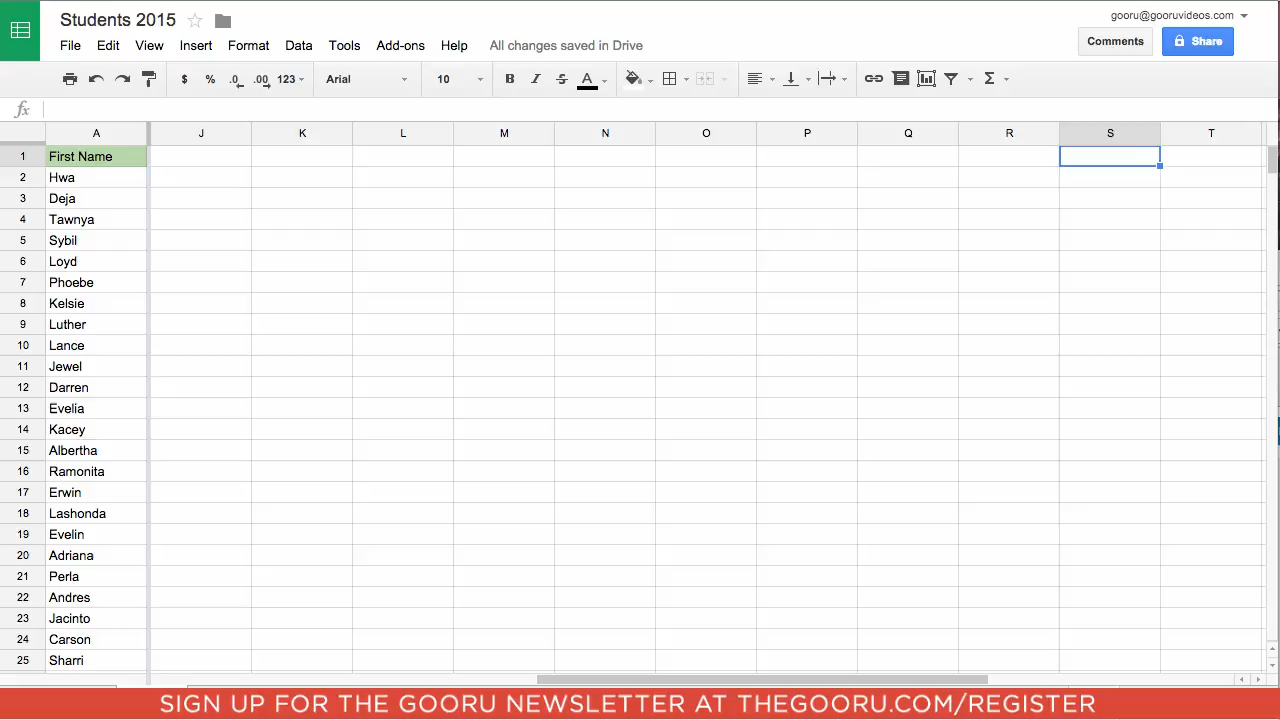 Students 2015
gooru@gooruvideos.com
File Edit View Insert Format Data Tools Add-ons Help All changes saved in Drive
Comments Share
$ % .0 .00 123 Arial 10 B I S A Σ
fx
A J K L M N O P Q R S T
1 First Name
2 Hwa
3 Deja
4 Tawnya
5 Sybil
6 Loyd
7 Phoebe
8 Kelsie
9 Luther
10 Lance
11 Jewel
12 Darren
13 Evelia
14 Kacey
15 Albertha
16 Ramonita
17 Erwin
18 Lashonda
19 Evelin
20 Adriana
21 Perla
22 Andres
23 Jacinto
24 Carson
25 Sharri
SIGN UP FOR THE GOORU NEWSLETTER AT THEGOORU.COM/REGISTER